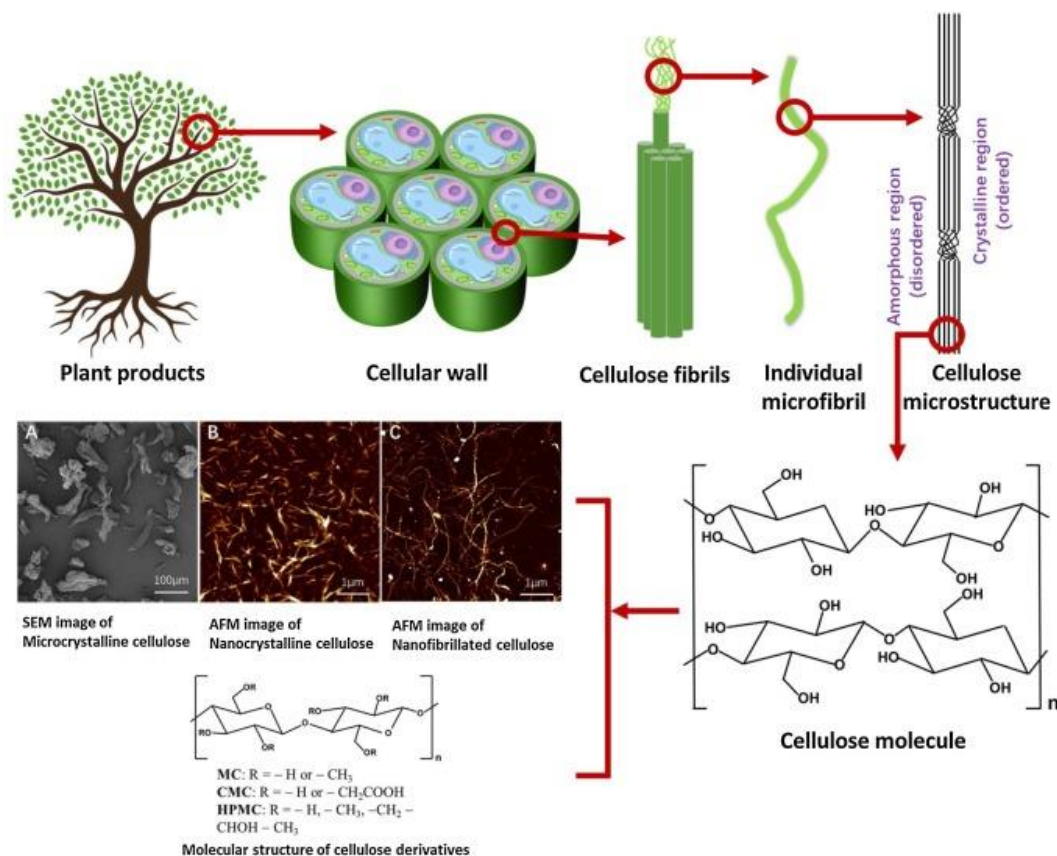 Plant products
Cellular wall
Cellulose fibrils
Individual
microfibril
Amorphous region
(disordered)
Crystalline region
(ordered)
Cellulose
microstructure
A
B
C
100μm
1μm
1μm
SEM image of
Microcrystalline cellulose
AFM image of
Nanocrystalline cellulose
AFM image of
Nanofibrillated cellulose
OH
OH
O
HO
O
HO
O
O
OH
OH
OH
HO
OH
OH
O
O
O
HO
HO
OH
OH
n
Cellulose molecule
OR
OR
O
RO
O
RO
O
O
OR
OR
n
MC: R = – H or – CH₃
CMC: R = – H or – CH₂COOH
HPMC: R = – H, – CH₃, –CH₂ –
CHOH – CH₃
Molecular structure of cellulose derivatives